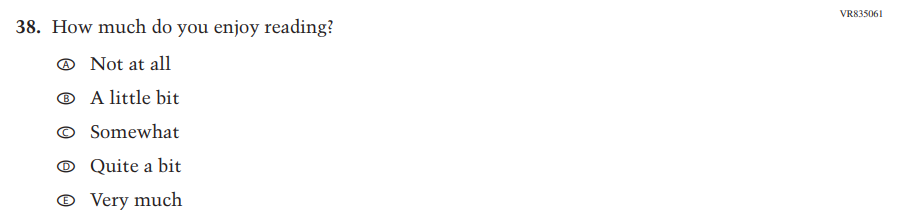 VR835061
38. How much do you enjoy reading?
A Not at all
B A little bit
C Somewhat
D Quite a bit
E Very much